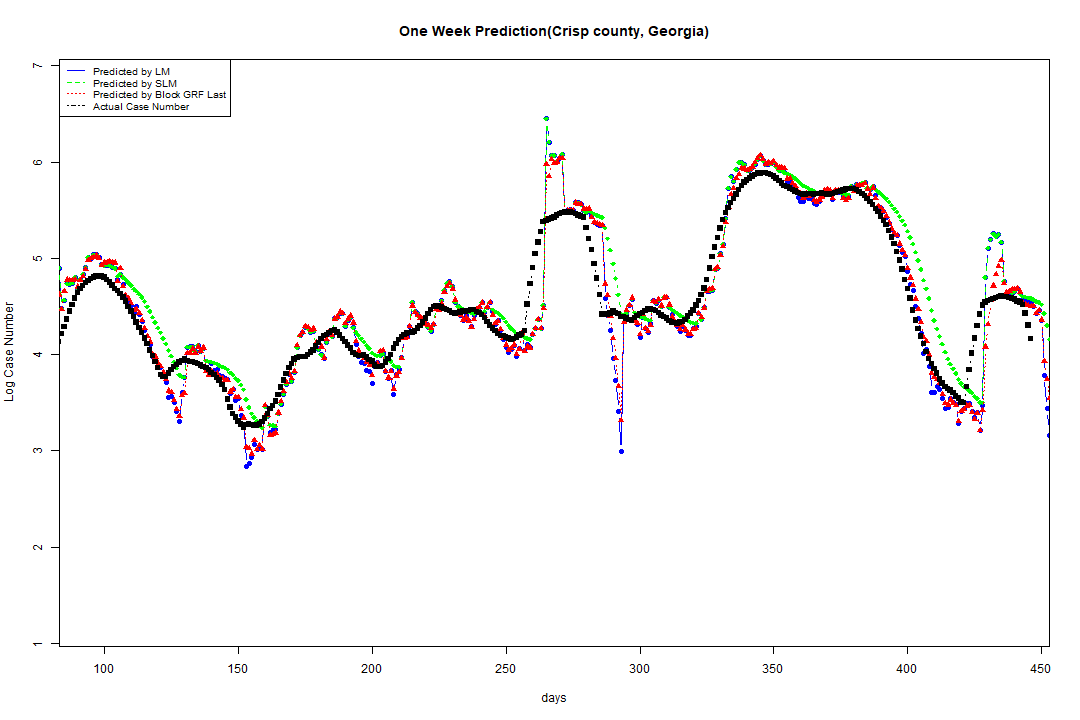 One Week Prediction(Crisp county, Georgia)
Predicted by LM
Predicted by SLM
Predicted by Block GRF Last
Actual Case Number
7
6
5
4
3
2
1
Log Case Number
100 150 200 250 300 350 400 450
days